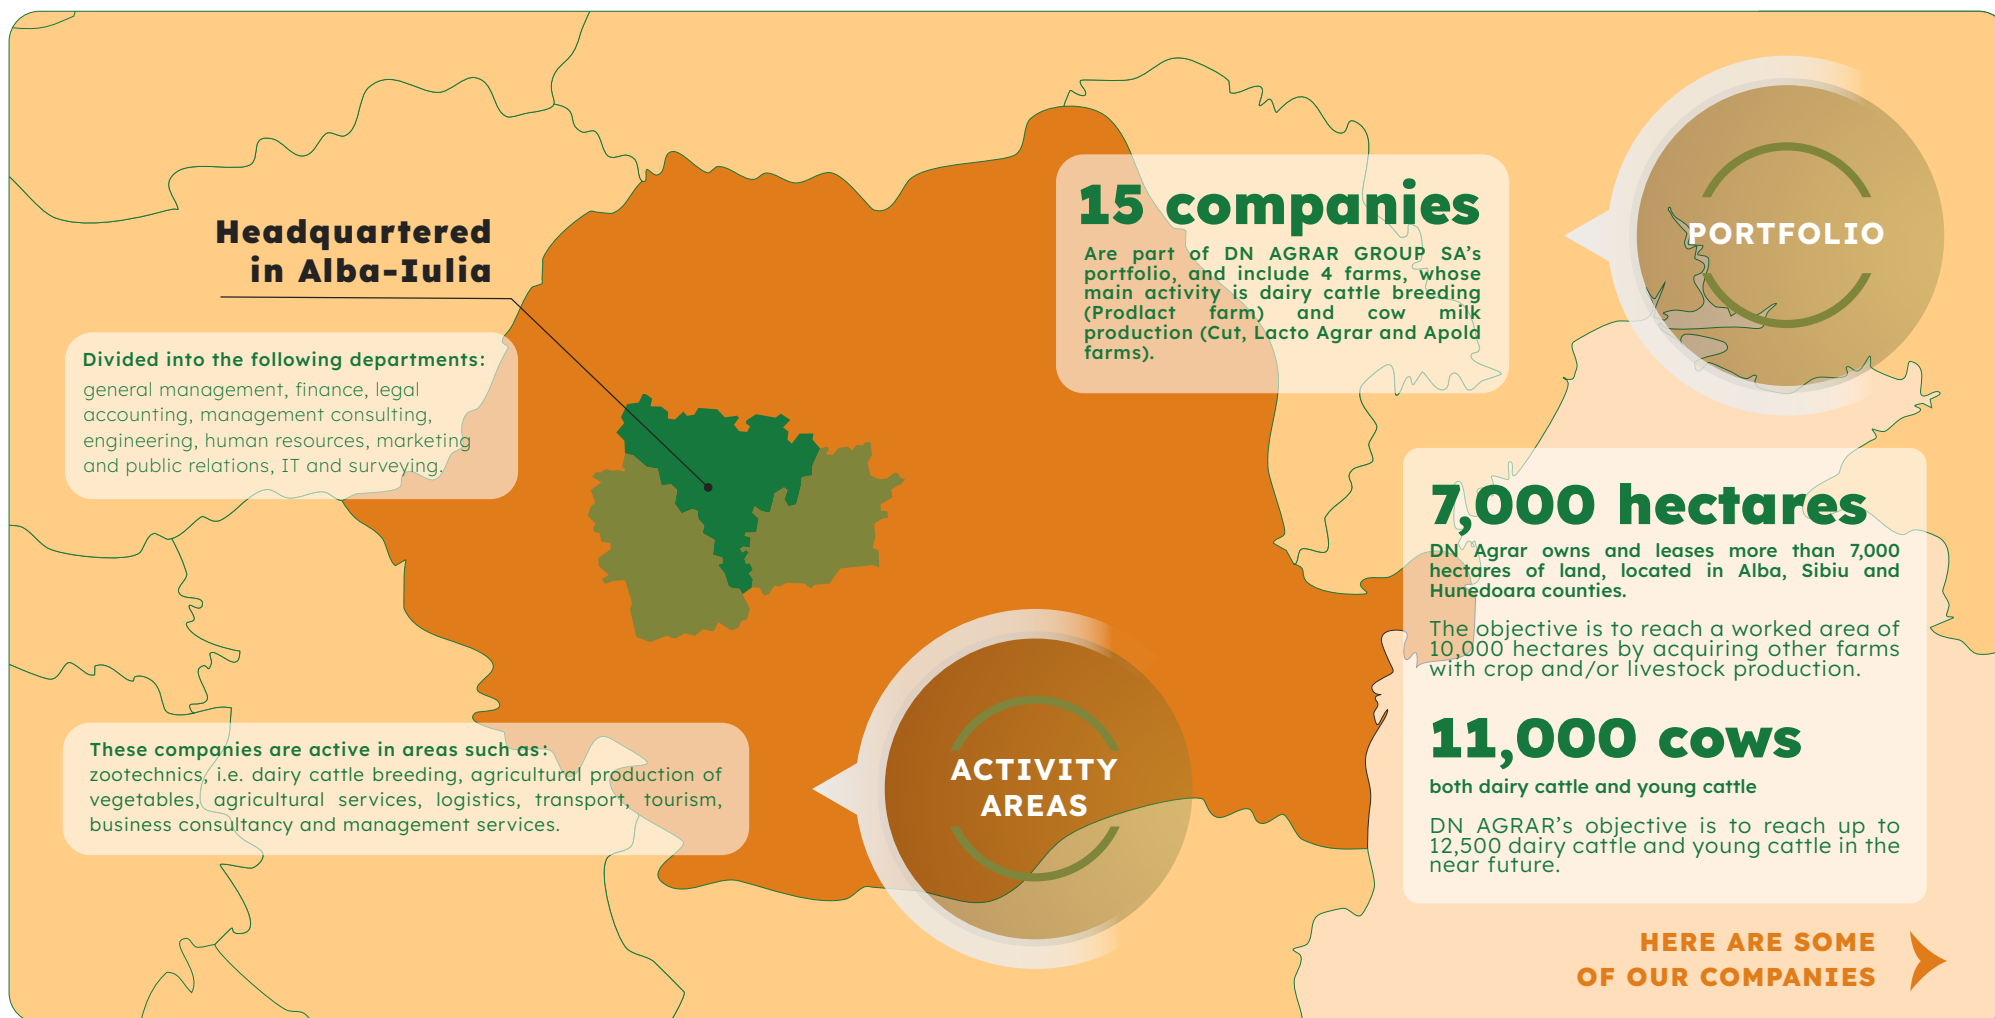 Headquartered
in Alba-Iulia
Divided into the following departments:
general management, finance, legal
accounting, management consulting,
engineering, human resources, marketing
and public relations, IT and surveying.
15 companies
Are part of DN AGRAR GROUP SA’s
portfolio, and include 4 farms, whose
main activity is dairy cattle breeding
(Prodlact farm) and cow milk
production (Cut, Lacto Agrar and Apold
farms).
PORTFOLIO
7,000 hectares
DN Agrar owns and leases more than 7,000
hectares of land, located in Alba, Sibiu and
Hunedoara counties.
The objective is to reach a worked area of
10,000 hectares by acquiring other farms
with crop and/or livestock production.
11,000 cows
both dairy cattle and young cattle
DN AGRAR’s objective is to reach up to
12,500 dairy cattle and young cattle in the
near future.
These companies are active in areas such as:
zootechnics, i.e. dairy cattle breeding, agricultural production of
vegetables, agricultural services, logistics, transport, tourism,
business consultancy and management services.
ACTIVITY
AREAS
HERE ARE SOME
OF OUR COMPANIES